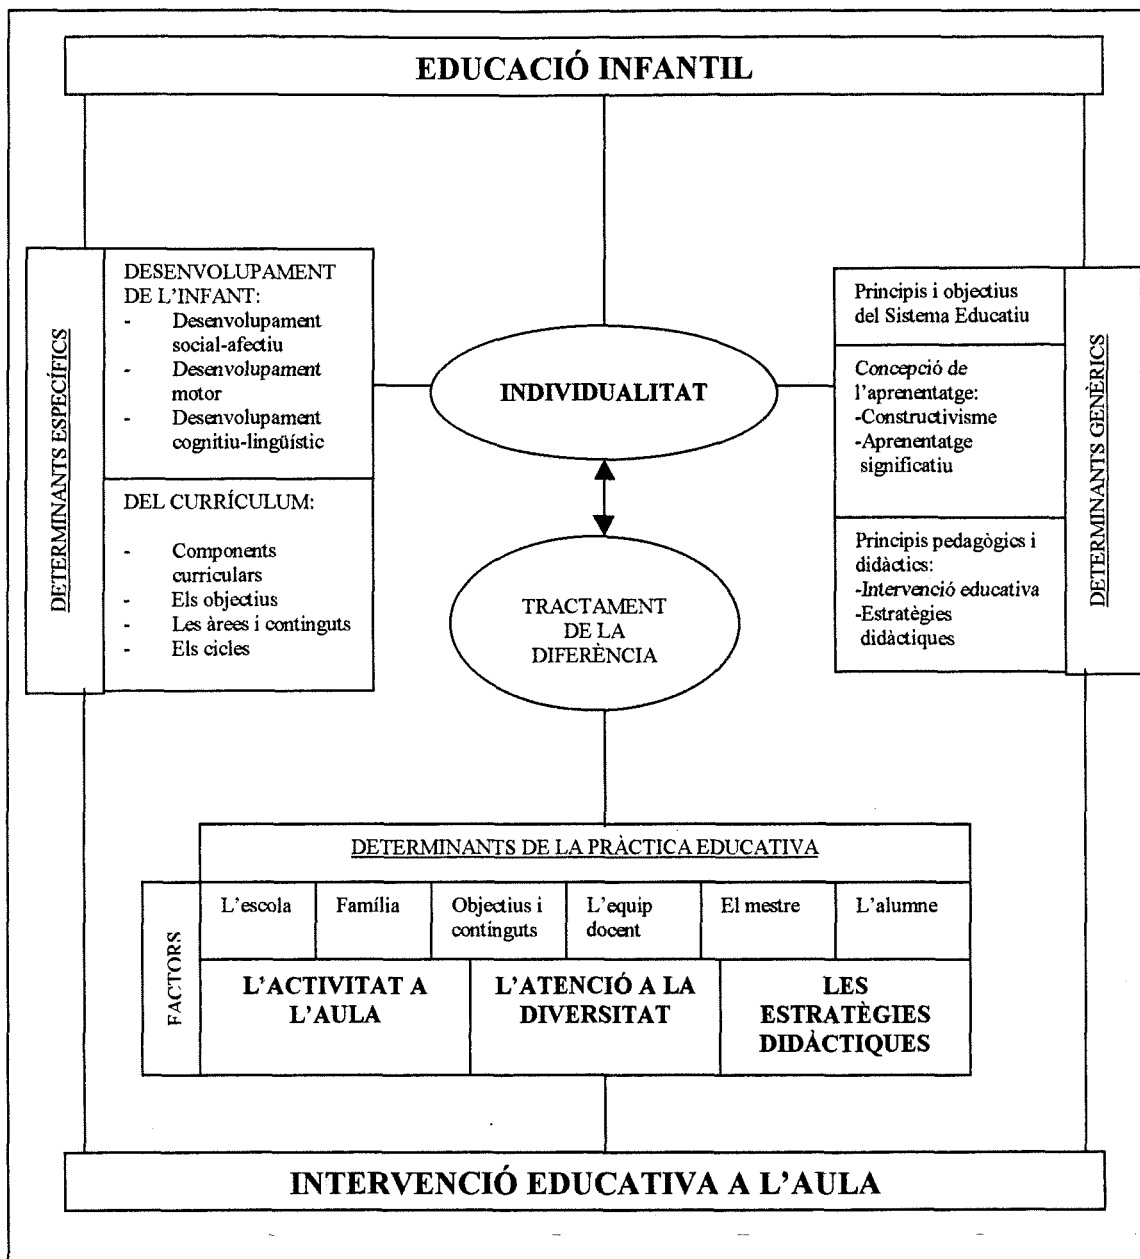 EDUCACIÓ INFANTIL
DETERMINANTS ESPECÍFICS
DESENVOLUPAMENT
DE L'INFANT:
- Desenvolupament
social-afectiu
- Desenvolupament
motor
- Desenvolupament
cognitiu-lingüístic
DEL CURRÍCULUM:
- Components
curriculars
- Els objectius
- Les àrees i continguts
- Els cicles
INDIVIDUALITAT
TRACTAMENT
DE LA
DIFERÈNCIA
Principis i objectius
del Sistema Educatiu
Concepció de
l'aprenentatge:
-Constructivisme
-Aprenentatge
significatiu
Principis pedagògics i
didàctics:
-Intervenció educativa
-Estratègies
didàctiques
DETERMINANTS GENÈRICS
DETERMINANTS DE LA PRÀCTICA EDUCATIVA
FACTORS
L'escola
Família
Objectius i
contínguts
L'equip
docent
El mestre
L'alumne
L'ACTIVITAT A
L'AULA
L'ATENCIÓ A LA
DIVERSITAT
LES
ESTRATÈGIES
DIDÀCTIQUES
INTERVENCIÓ EDUCATIVA A L'AULA